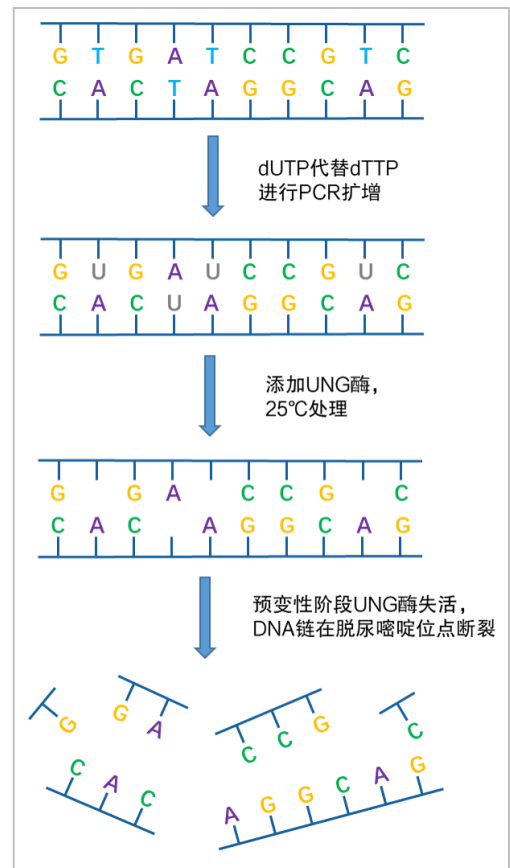 G T G A T C C G T C
C A C T A G G C A G
dUTP代替dTTP
进行PCR扩增
G U G A U C C G U C
C A C U A G G C A G
添加UNG酶，
25℃处理
G G A C C G C
C A C A G G C A G
预变性阶段UNG酶失活，
DNA链在脱尿嘧啶位点断裂
G
G A
C C G
C
C A C
A G G C A G